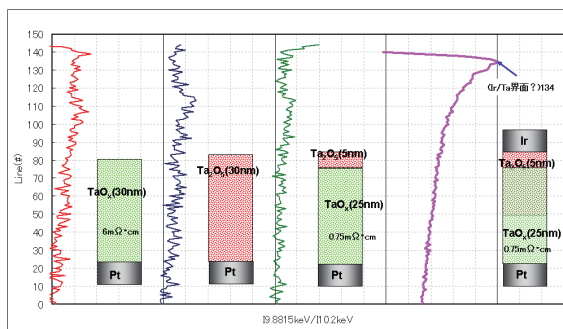 150
140
130
120
110
100
90
80
70
60
50
40
30
20
10
0
Line(#)
TaOx(30nm)
6mΩ・cm
Pt
Ta2O5(30nm)
Pt
Ta2O5(5nm)
TaOx(25nm)
0.75mΩ・cm
Pt
(Ir/Ta界面?)134
Ir
Ta2O5(5nm)
TaOx(25nm)
0.75mΩ・cm
Pt
I9.8815keV/I10.2keV